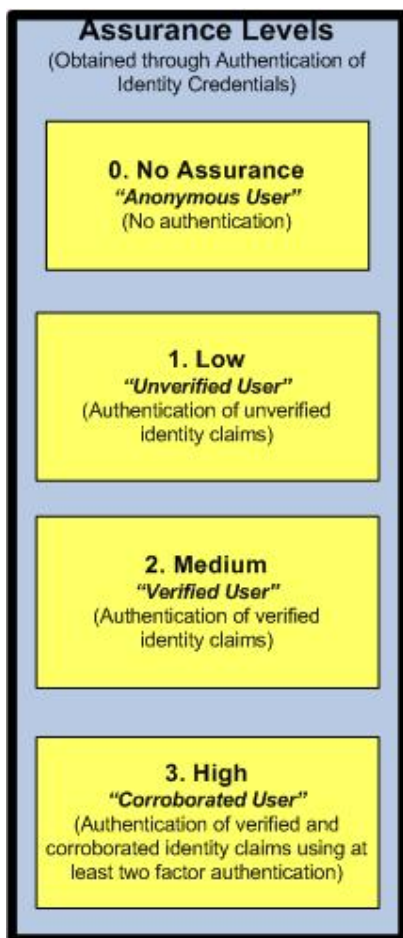 Assurance Levels
(Obtained through Authentication of
Identity Credentials)
0. No Assurance
“Anonymous User”
(No authentication)
1. Low
“Unverified User”
(Authentication of unverified
identity claims)
2. Medium
“Verified User”
(Authentication of verified
identity claims)
3. High
“Corroborated User”
(Authentication of verified and
corroborated identity claims using at
least two factor authentication)